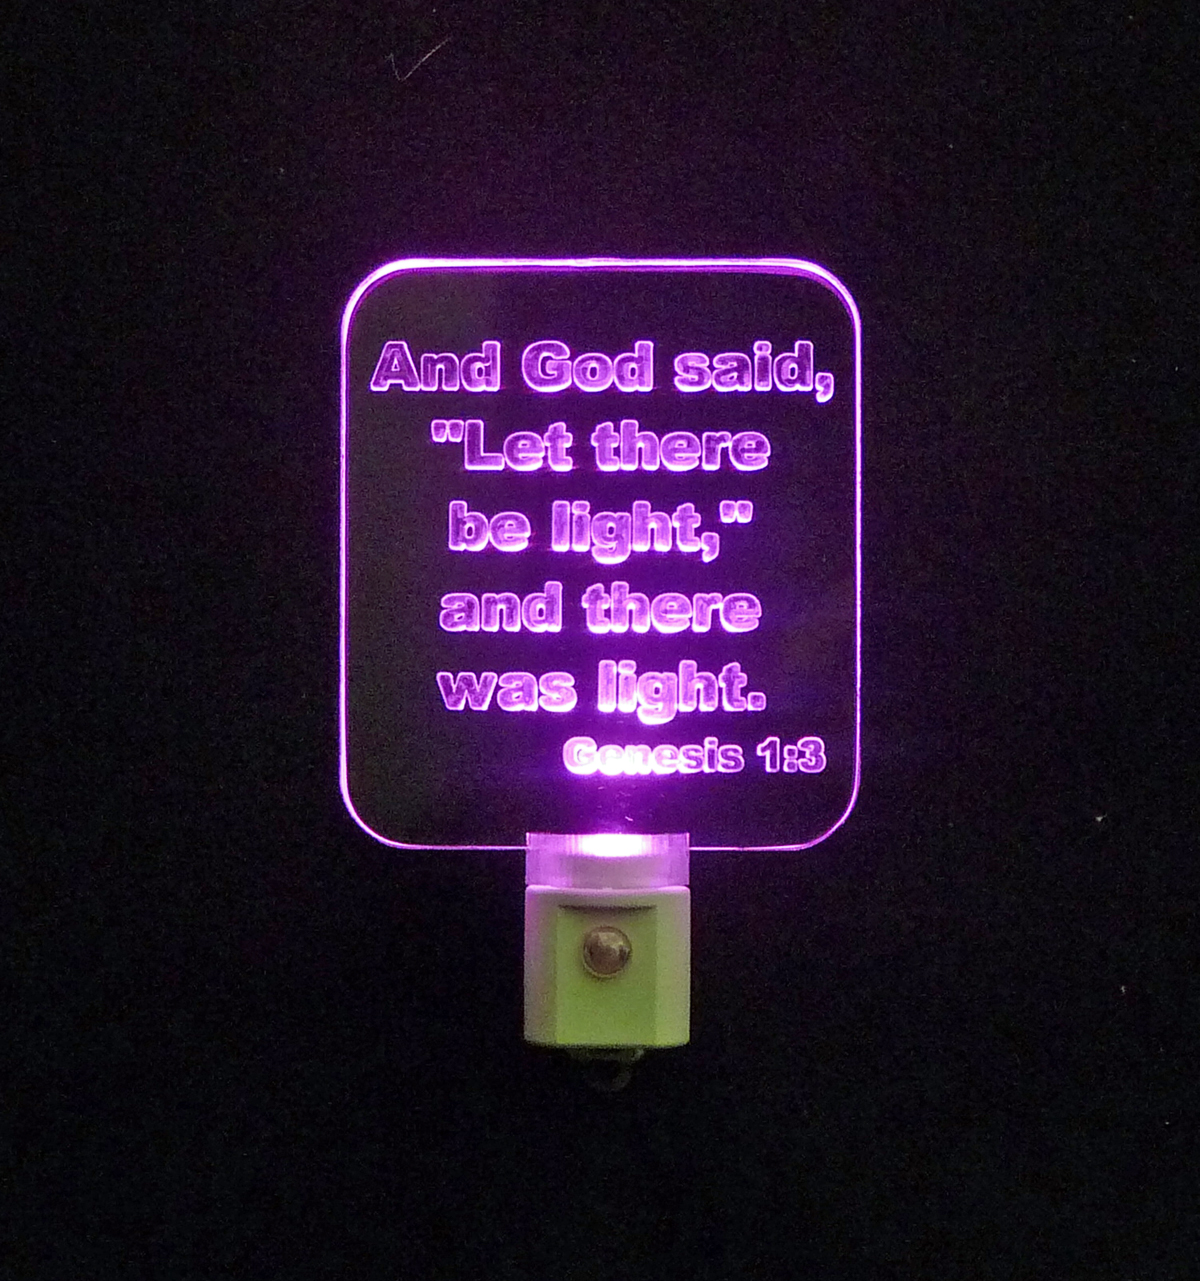 And God said,
"Let there
be light,"
and there
was light.
Genesis 1:3